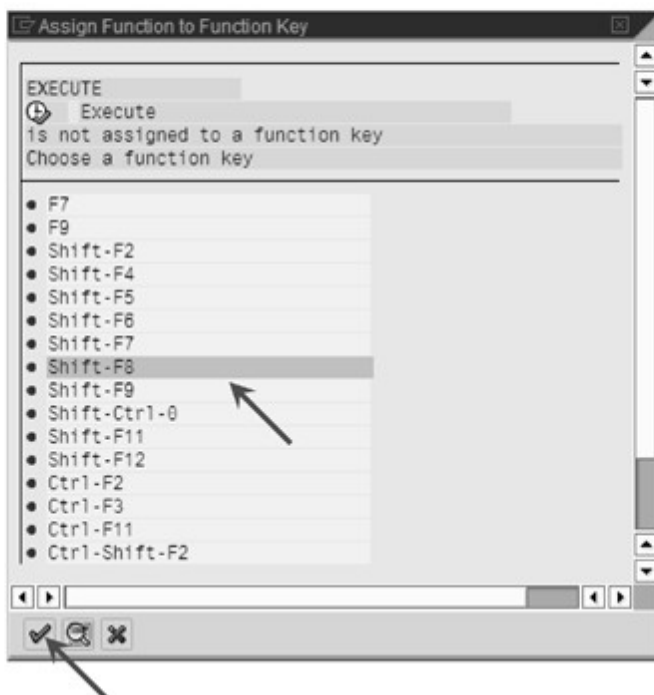 Assign Function to Function Key
EXECUTE
Execute
is not assigned to a function key
Choose a function key
F7
F9
Shift-F2
Shift-F4
Shift-F5
Shift-F6
Shift-F7
Shift-F8
Shift-F9
Shift-Ctrl-0
Shift-F11
Shift-F12
Ctrl-F2
Ctrl-F3
Ctrl-F11
Ctrl-Shift-F2